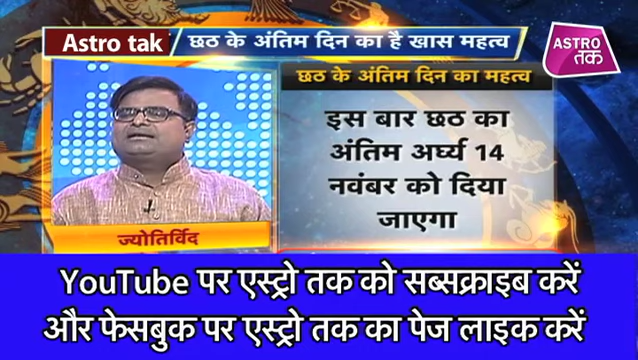 Astro tak
छठ के अंतिम दिन का है खास महत्व
ASTRO
तक
छठ के अंतिम दिन का महत्व
इस बार छठ का
अंतिम अर्घ्य 14
नवंबर को दिया
जाएगा
ज्योतिर्विद
YouTube पर एस्ट्रो तक को सब्सक्राइब करें
और फेसबुक पर एस्ट्रो तक का पेज लाइक करें